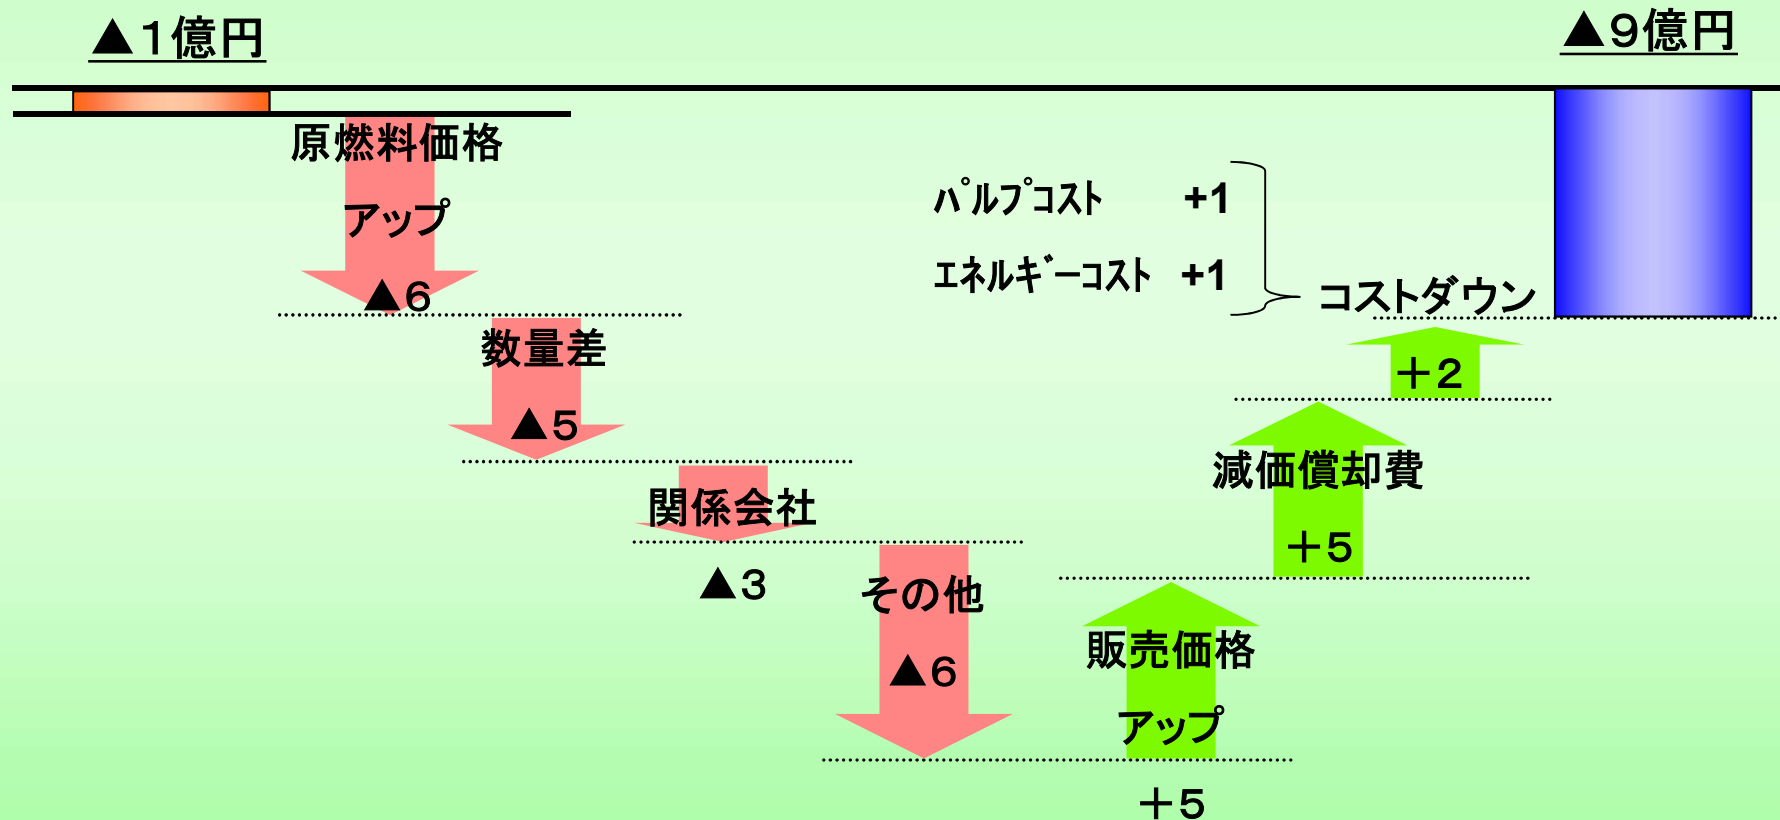 ▲1億円
▲9億円
原燃料価格
アップ
▲6
数量差
▲5
関係会社
▲3
その他
▲6
販売価格
アップ
+5
減価償却費
+5
ﾊﾟﾙﾌﾟｺｽﾄ +1
ｴﾈﾙｷﾞｰｺｽﾄ +1
コストダウン
+2